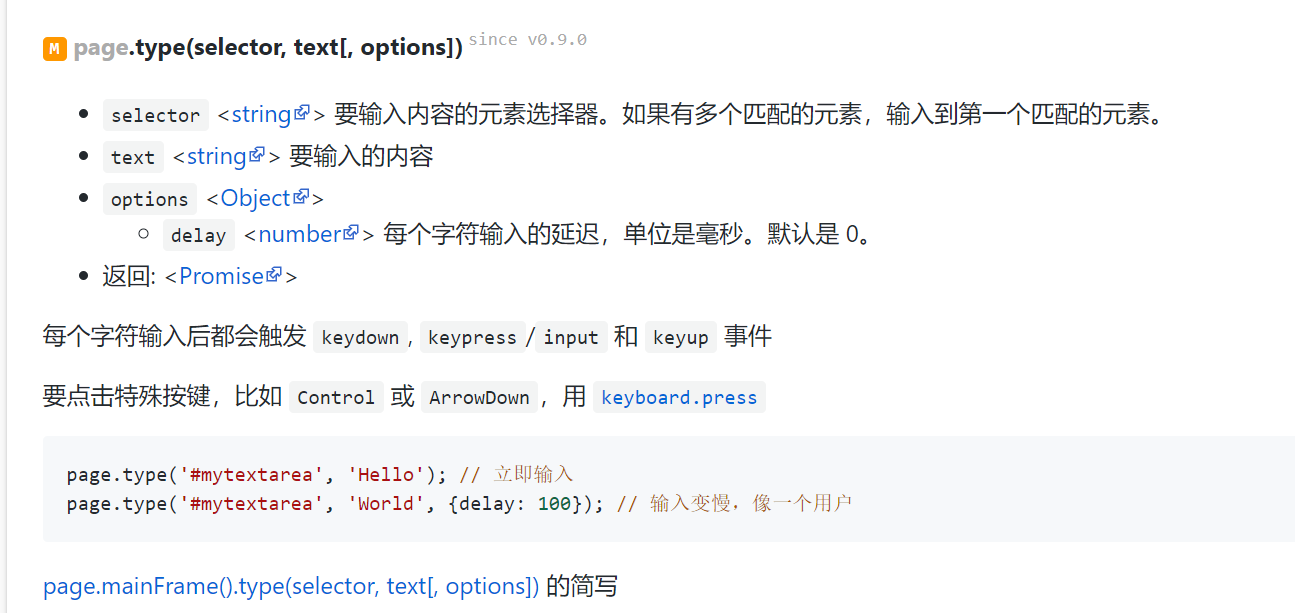 M page.type(selector, text[, options]) since v0.9.0
selector <string> 要输入内容的元素选择器。如果有多个匹配的元素，输入到第一个匹配的元素。
text <string> 要输入的内容
options <Object>
delay <number> 每个字符输入的延迟，单位是毫秒。默认是 0。
返回: <Promise>
每个字符输入后都会触发 keydown, keypress/input 和 keyup 事件
要点击特殊按键，比如 Control 或 ArrowDown，用 keyboard.press
page.type('#mytextarea', 'Hello'); // 立即输入
page.type('#mytextarea', 'World', {delay: 100}); // 输入变慢，像一个用户
page.mainFrame().type(selector, text[, options]) 的简写